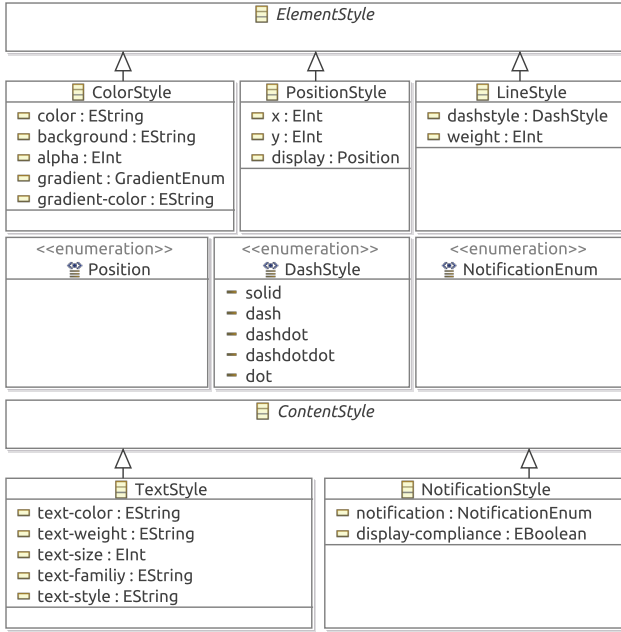 ElementStyle
ColorStyle
color : EString
background : EString
alpha : EInt
gradient : GradientEnum
gradient-color : EString
PositionStyle
x : EInt
y : EInt
display : Position
LineStyle
dashstyle : DashStyle
weight : EInt
<<enumeration>>
Position
<<enumeration>>
DashStyle
solid
dash
dashdot
dashdotdot
dot
<<enumeration>>
NotificationEnum
ContentStyle
TextStyle
text-color : EString
text-weight : EString
text-size : EInt
text-familiy : EString
text-style : EString
NotificationStyle
notification : NotificationEnum
display-compliance : EBoolean